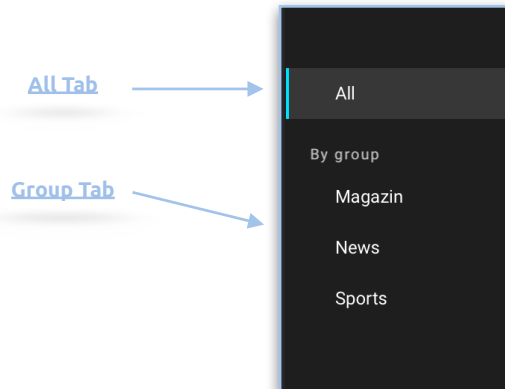 All Tab
All
By group
Group Tab
Magazin
News
Sports